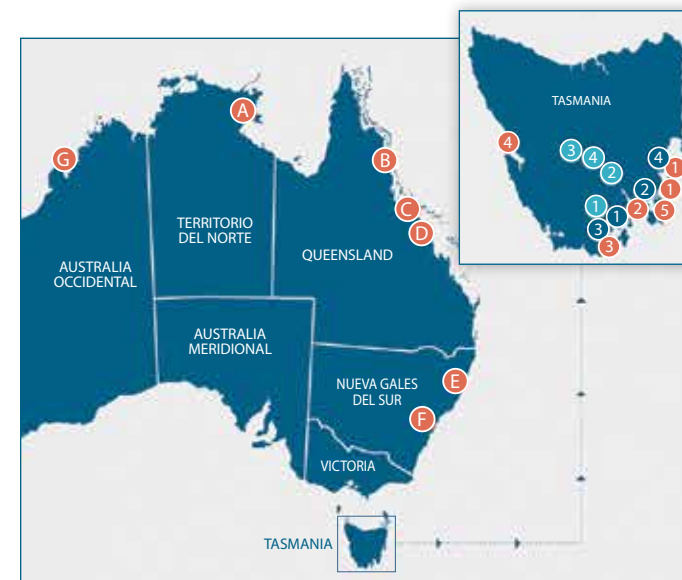 TASMANIA
4
3
4
2
4
1
2
1
1
1
2
5
3
3
A
G
B
C
D
TERRITORIO
DEL NORTE
QUEENSLAND
AUSTRALIA
OCCIDENTAL
AUSTRALIA
MERIDIONAL
E
NUEVA GALES
DEL SUR
F
VICTORIA
TASMANIA